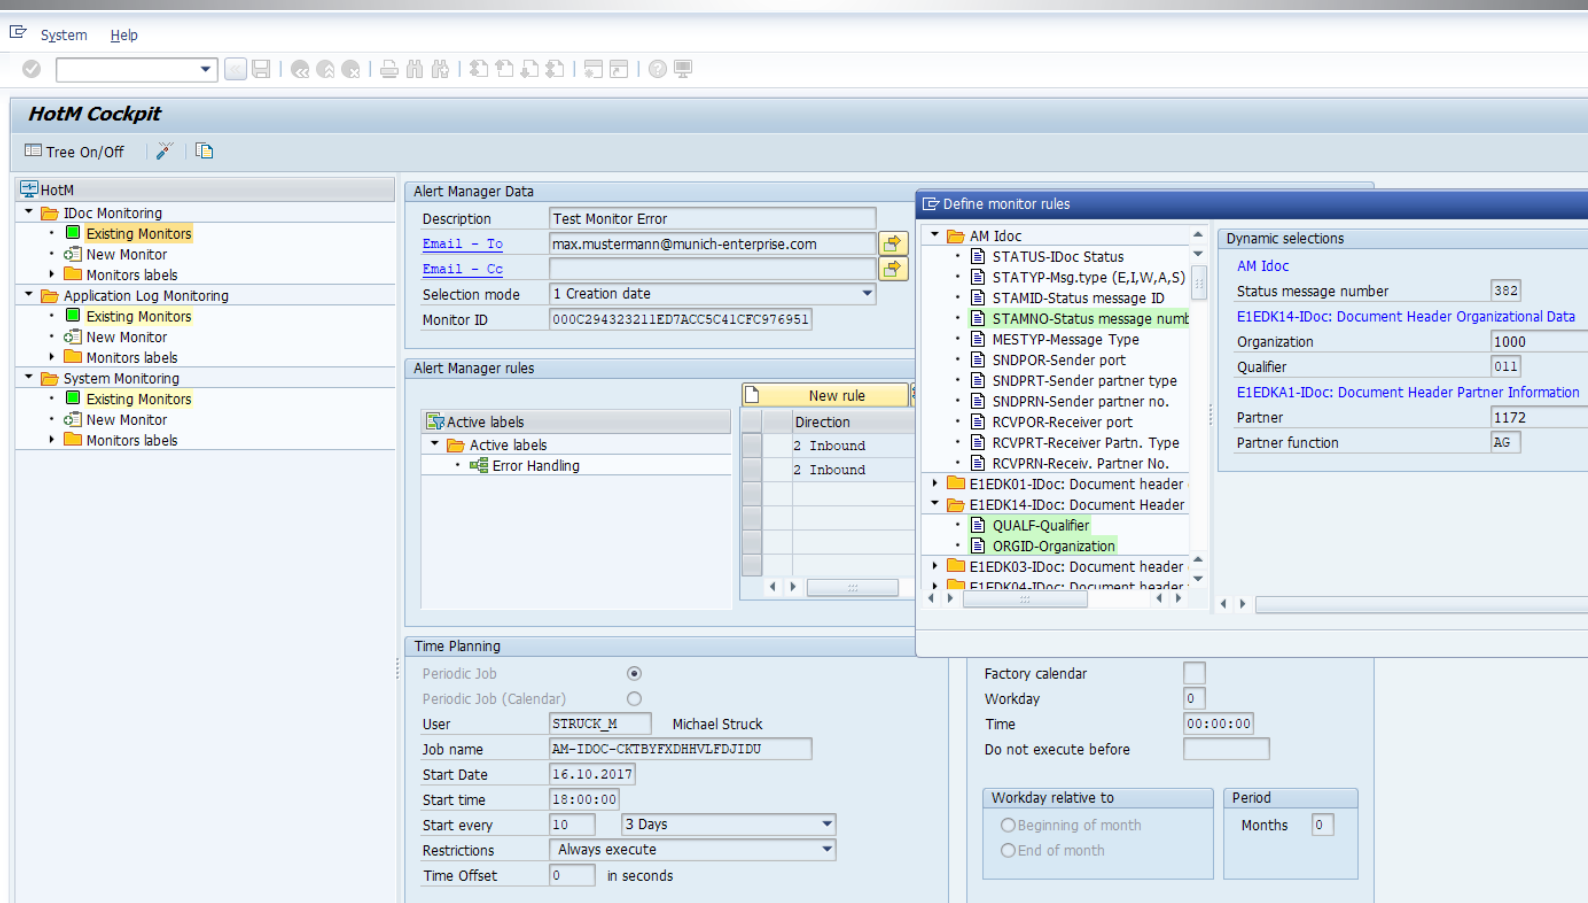 System Help
HotM Cockpit
Tree On/Off
HotM
IDoc Monitoring
Existing Monitors
New Monitor
Monitors labels
Application Log Monitoring
Existing Monitors
New Monitor
Monitors labels
System Monitoring
Existing Monitors
New Monitor
Monitors labels
Alert Manager Data
Description Test Monitor Error
Email - To max.mustermann@munich-enterprise.com
Email - Cc
Selection mode 1 Creation date
Monitor ID 000C294323211ED7ACC5C41CFC976951
Alert Manager rules
New rule
Active labels
Active labels
Error Handling
Direction
2 Inbound
2 Inbound
Define monitor rules
AM Idoc
STATUS-IDoc Status
STATYP-Msg.type (E,I,W,A,S)
STAMID-Status message ID
STAMNO-Status message numb
MESTYP-Message Type
SNDPOR-Sender port
SNDPRT-Sender partner type
SNDPRN-Sender partner no.
RCVPOR-Receiver port
RCVPRT-Receiver Partn. Type
RCVPRN-Receiv. Partner No.
E1EDK01-IDoc: Document header
E1EDK14-IDoc: Document Header
QUALF-Qualifier
ORGID-Organization
E1EDK03-IDoc: Document header
E1EDK04-IDoc: Document header
Dynamic selections
AM Idoc
Status message number 382
E1EDK14-IDoc: Document Header Organizational Data
Organization 1000
Qualifier 011
E1EDKA1-IDoc: Document Header Partner Information
Partner 1172
Partner function AG
Time Planning
Periodic Job
Periodic Job (Calendar)
User STRUCK_M Michael Struck
Job name AM-IDOC-CKTBYFXDHHVLFDJIDU
Start Date 16.10.2017
Start time 18:00:00
Start every 10 3 Days
Restrictions Always execute
Time Offset 0 in seconds
Factory calendar
Workday 0
Time 00:00:00
Do not execute before
Workday relative to
Beginning of month
End of month
Period
Months 0